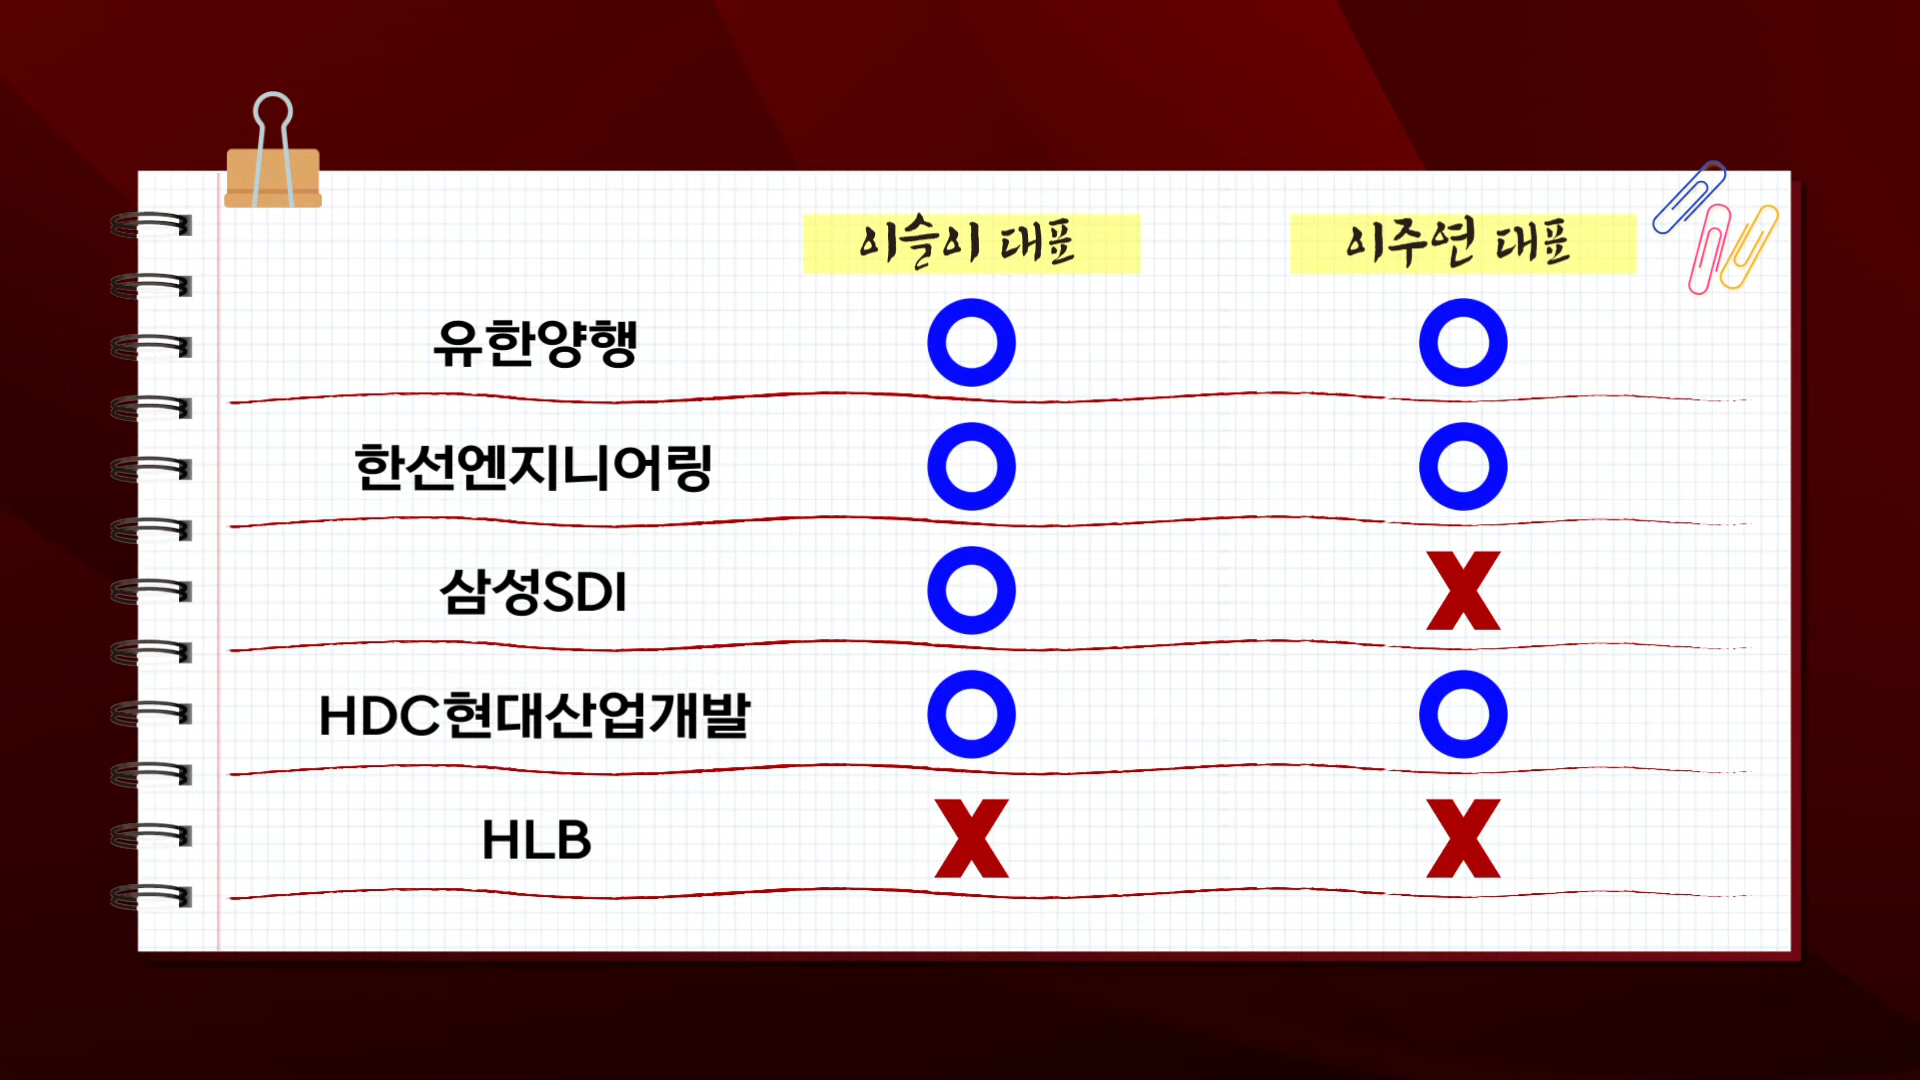 이슬이 대표 이주연 대표
유한양행 O O
한선엔지니어링 O O
삼성SDI O X
HDC현대산업개발 O O
HLB X X